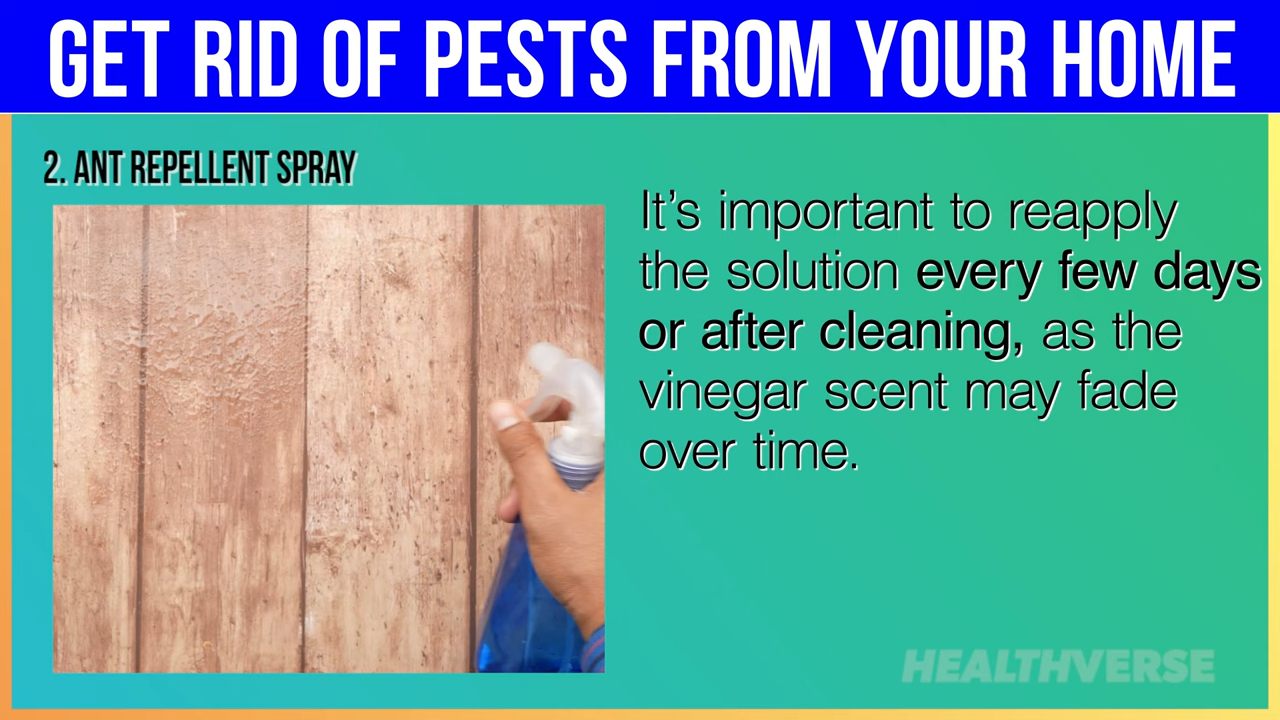 GET RID OF PESTS FROM YOUR HOME
2. ANT REPELLENT SPRAY
It's important to reapply
the solution every few days
or after cleaning, as the
vinegar scent may fade
over time.
HEALTHVERSE